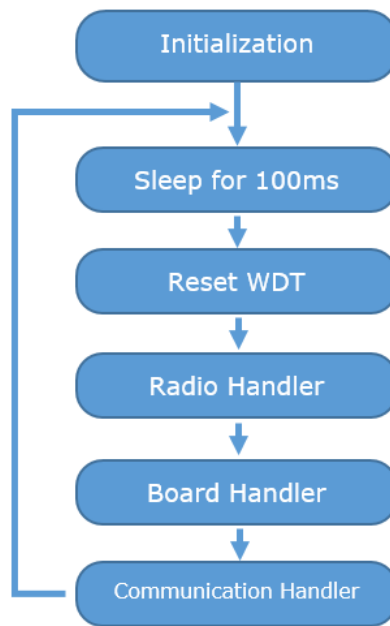 Initialization
Sleep for 100ms
Reset WDT
Radio Handler
Board Handler
Communication Handler